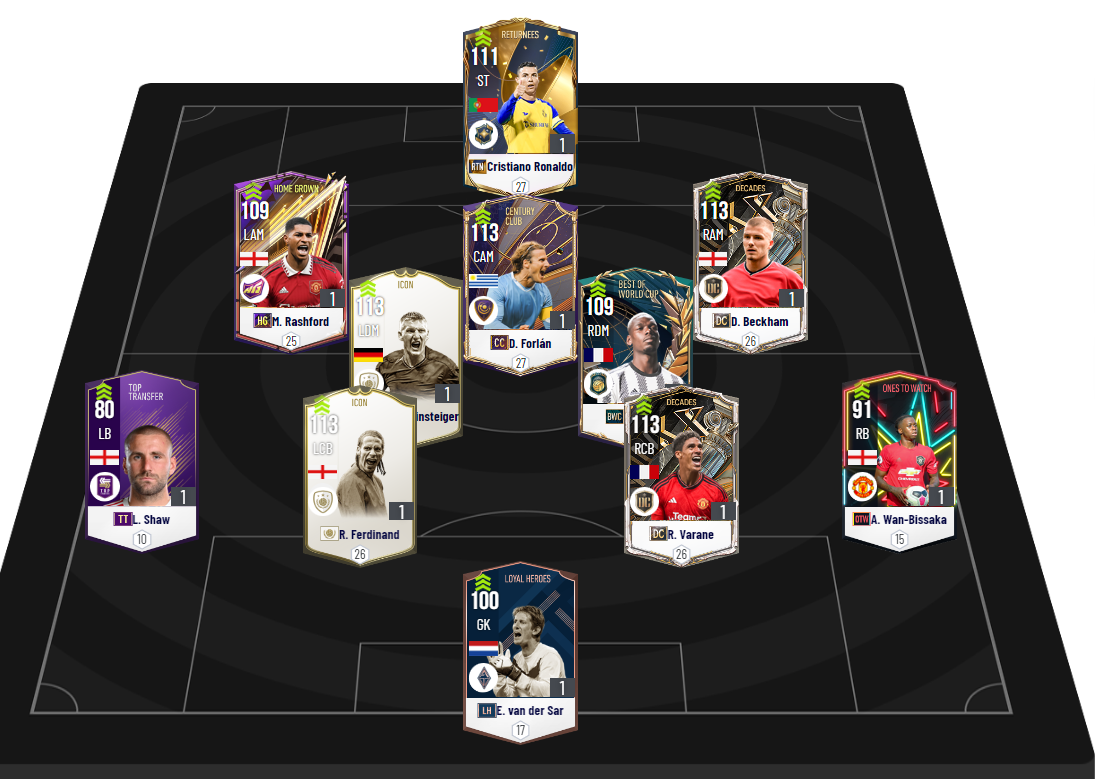 RETURNEES
111
ST
1
RTN Cristiano Ronaldo
27
HOME GROWN
109
LAM
1
HG M. Rashford
25
CENTURY
CLUB
113
CAM
1
CC D. Forlán
27
DECADES
113
RAM
DC
1
DC D. Beckham
26
ICON
113
LDM
1
nsteiger
BEST OF
WORLD CUP
109
RDM
BWC
TOP
TRANSFER
80
LB
1
TT L. Shaw
10
ICON
113
LCB
1
R. Ferdinand
26
DECADES
113
RCB
DC
1
DC R. Varane
26
ONES TO WATCH
91
RB
CHEVROLET
1
OTW A. Wan-Bissaka
15
LOYAL HEROES
100
GK
1
LH E. van der Sar
17